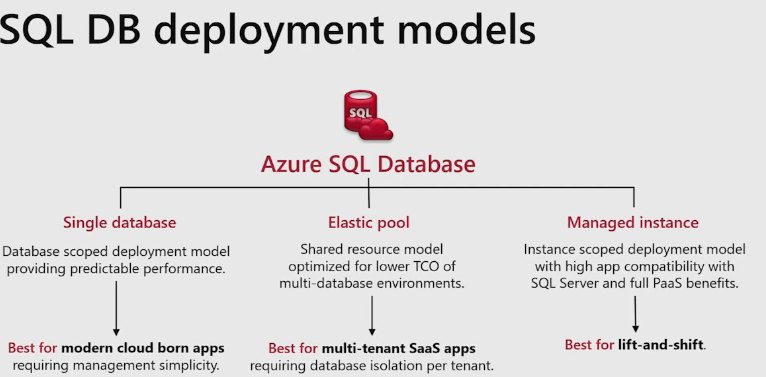 SQL DB deployment models
SQL
Azure SQL Database
Single database
Database scoped deployment model
providing predictable performance.
Best for modern cloud born apps
requiring management simplicity.
Elastic pool
Shared resource model
optimized for lower TCO of
multi-database environments.
Best for multi-tenant SaaS apps
requiring database isolation per tenant.
Managed instance
Instance scoped deployment model
with high app compatibility with
SQL Server and full PaaS benefits.
Best for lift-and-shift.